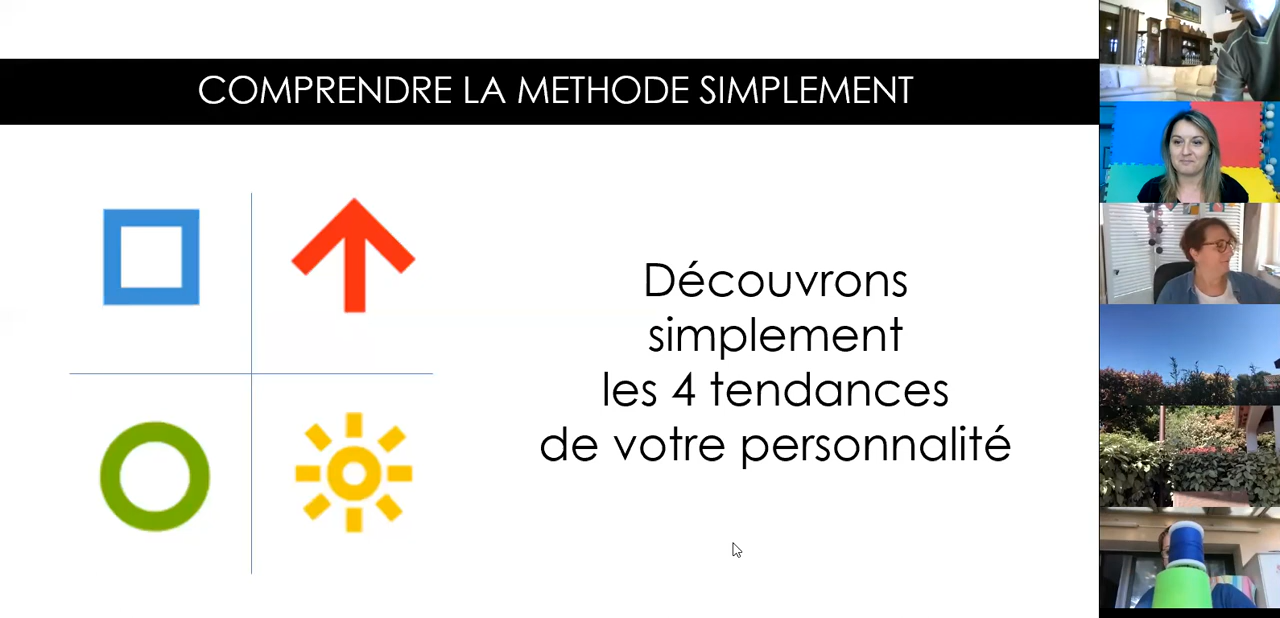 COMPRENDRE LA METHODE SIMPLEMENT
Découvrons
simplement
les 4 tendances
de votre personnalité